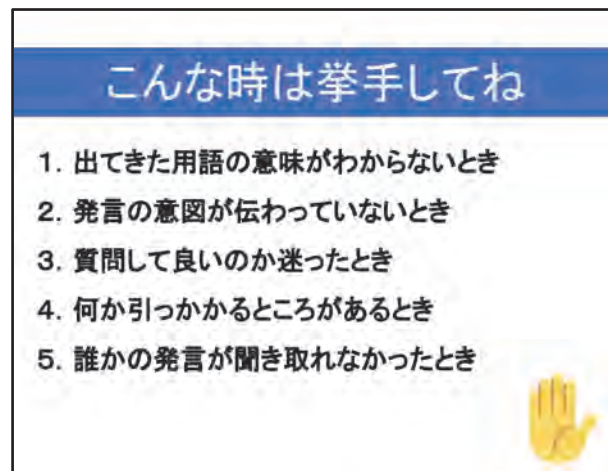 こんな時は挙手してね
1. 出てきた用語の意味がわからないとき
2. 発言の意図が伝わっていないとき
3. 質問して良いのか迷ったとき
4. 何か引っかかるところがあるとき
5. 誰かの発言が聞き取れなかったとき